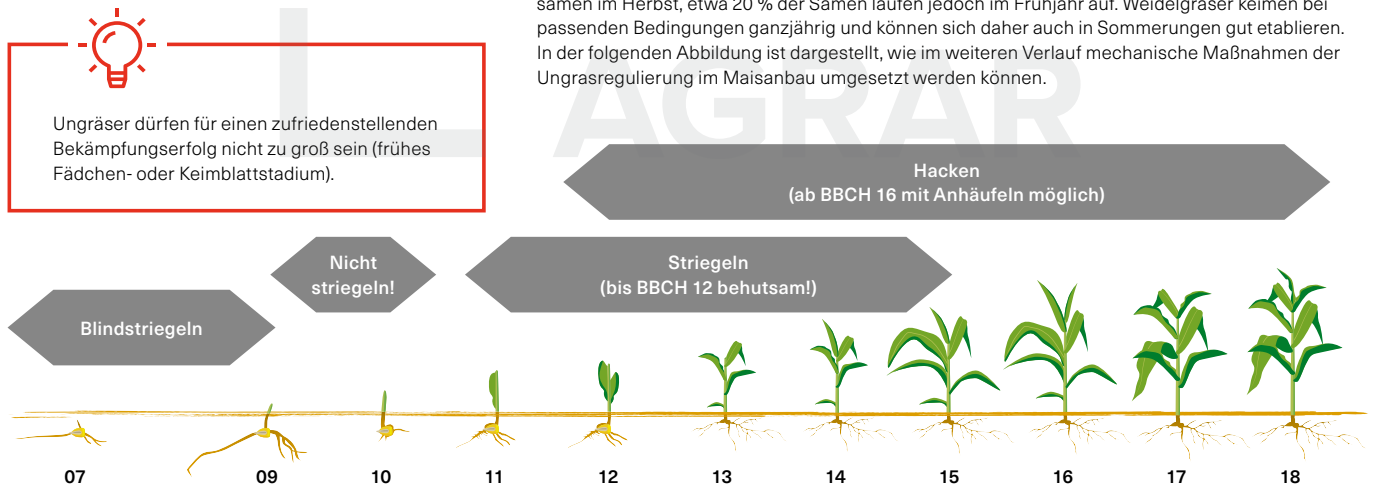 samen im Herbst, etwa 20 % der Samen laufen jedoch im Frühjahr auf. Weidelgräser keimen bei
passenden Bedingungen ganzjährig und können sich daher auch in Sommerungen gut etablieren.
In der folgenden Abbildung ist dargestellt, wie im weiteren Verlauf mechanische Maßnahmen der
Ungrasregulierung im Maisanbau umgesetzt werden können.
L AGRAR
Ungräser dürfen für einen zufriedenstellenden
Bekämpfungserfolg nicht zu groß sein (frühes
Fädchen- oder Keimblattstadium).
Hacken
(ab BBCH 16 mit Anhäufeln möglich)
Nicht
striegeln!
Striegeln
(bis BBCH 12 behutsam!)
Blindstriegeln
07 09 10 11 12 13 14 15 16 17 18